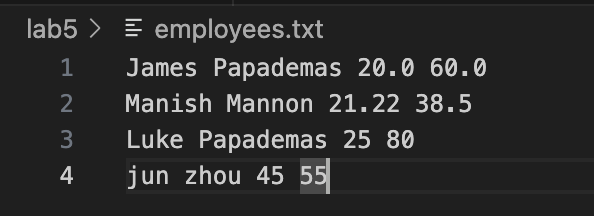 lab5 > employees.txt
1 James Papademas 20.0 60.0
2 Manish Mannon 21.22 38.5
3 Luke Papademas 25 80
4 jun zhou 45 55